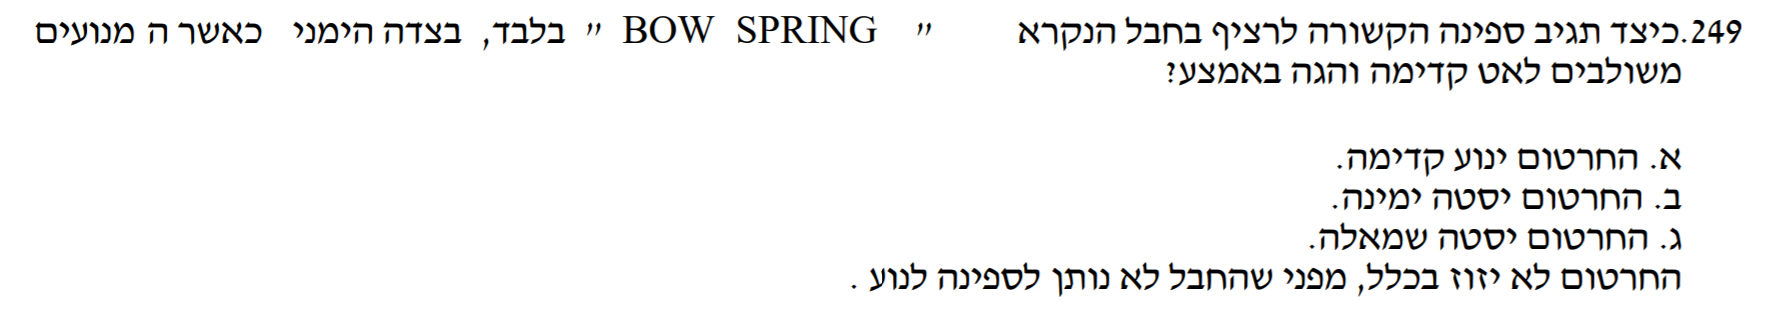 249.כיצד תגיב ספינה הקשורה לרציף בחבל הנקרא " BOW SPRING " בלבד, בצדה הימני כאשר ה מנועים
משולבים לאט קדימה והגה באמצע?
א. החרטום ינוע קדימה.
ב. החרטום יסטה ימינה.
ג. החרטום יסטה שמאלה.
החרטום לא יזוז בכלל, מפני שהחבל לא נותן לספינה לנוע .